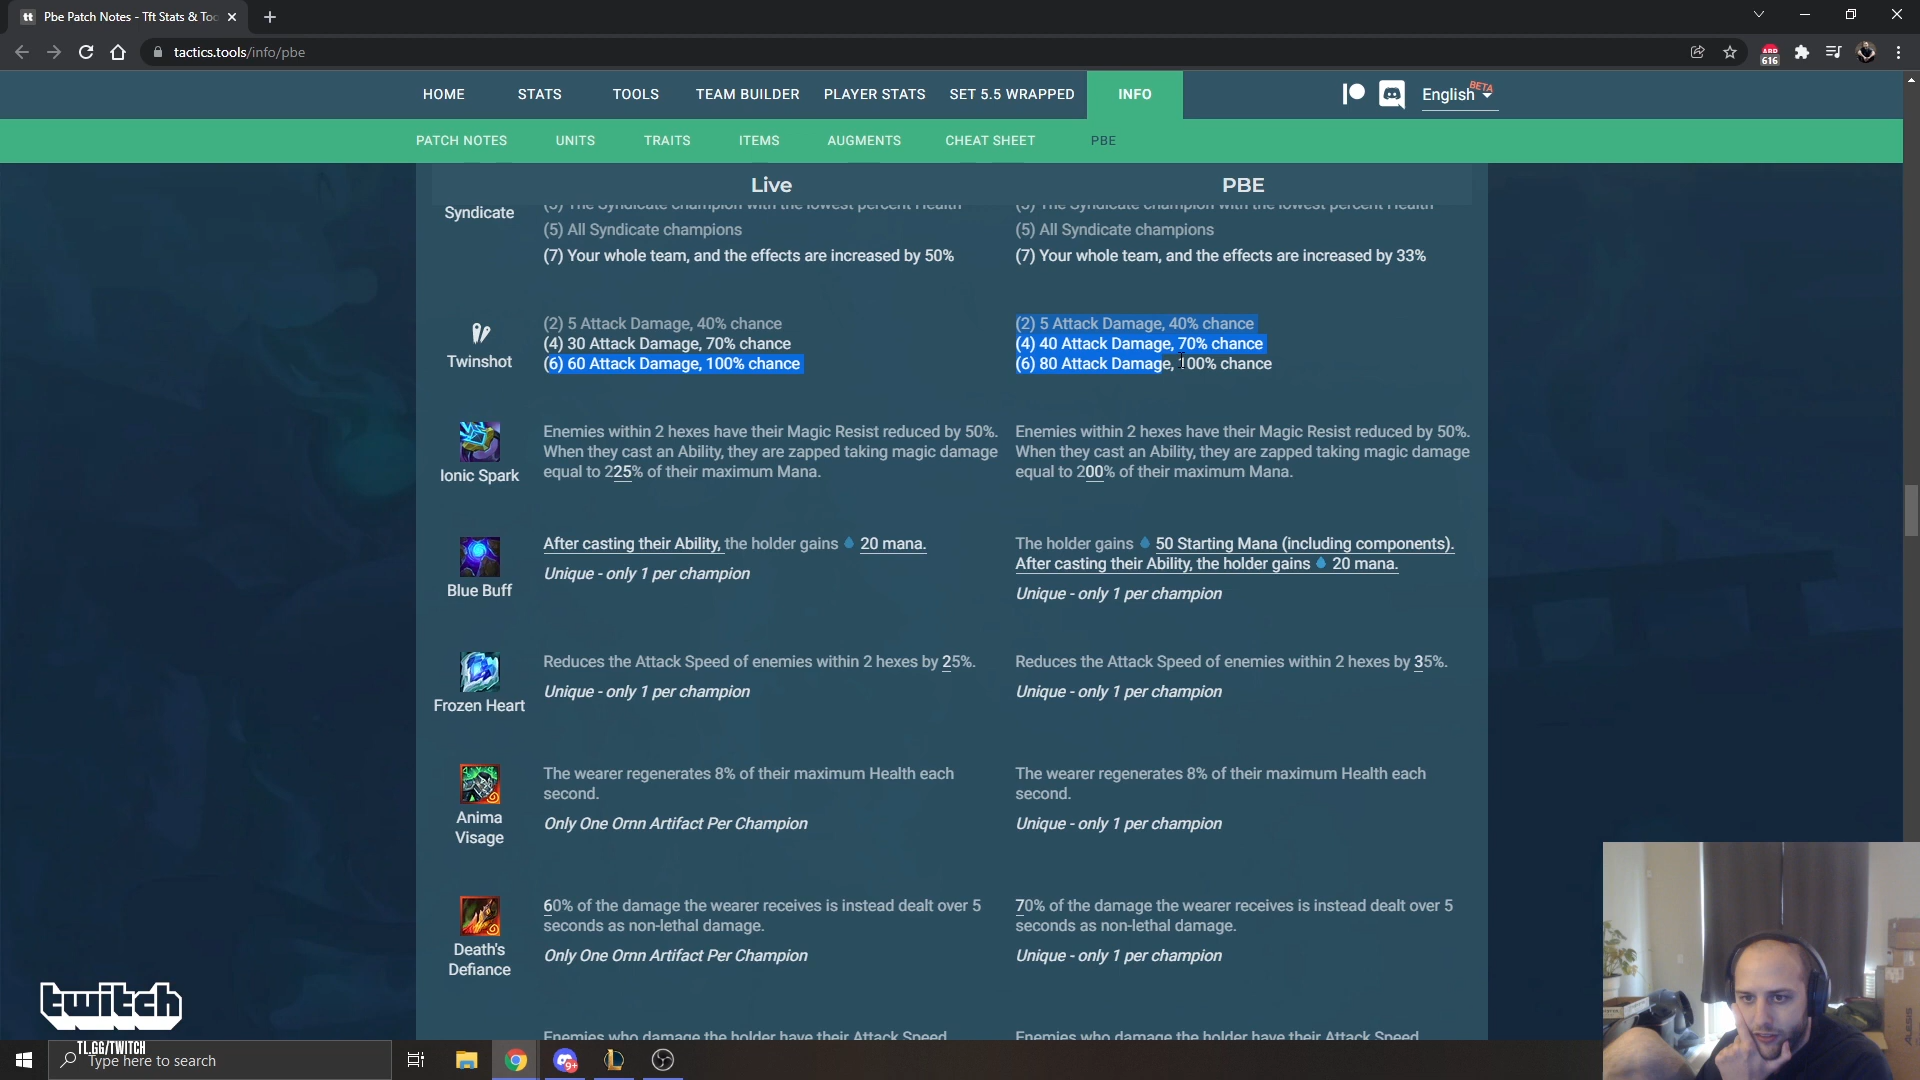 Pbe Patch Notes - Tft Stats & Too
tactics.tools/info/pbe
ABP
616
HOME
STATS
TOOLS
TEAM BUILDER
PLAYER STATS
SET 5.5 WRAPPED
INFO
English
BETA
PATCH NOTES
UNITS
TRAITS
ITEMS
AUGMENTS
CHEAT SHEET
PBE
Live
PBE
Syndicate
(3) The Syndicate champion with the lowest percent Health
(5) All Syndicate champions
(7) Your whole team, and the effects are increased by 50%
(3) The Syndicate champion with the lowest percent Health
(5) All Syndicate champions
(7) Your whole team, and the effects are increased by 33%
Twinshot
(2) 5 Attack Damage, 40% chance
(4) 30 Attack Damage, 70% chance
(6) 60 Attack Damage, 100% chance
(2) 5 Attack Damage, 40% chance
(4) 40 Attack Damage, 70% chance
(6) 80 Attack Damage, 100% chance
Ionic Spark
Enemies within 2 hexes have their Magic Resist reduced by 50%.
When they cast an Ability, they are zapped taking magic damage
equal to 225% of their maximum Mana.
Enemies within 2 hexes have their Magic Resist reduced by 50%.
When they cast an Ability, they are zapped taking magic damage
equal to 200% of their maximum Mana.
Blue Buff
After casting their Ability, the holder gains 20 mana.
Unique - only 1 per champion
The holder gains 50 Starting Mana (including components).
After casting their Ability, the holder gains 20 mana.
Unique - only 1 per champion
Frozen Heart
Reduces the Attack Speed of enemies within 2 hexes by 25%.
Unique - only 1 per champion
Reduces the Attack Speed of enemies within 2 hexes by 35%.
Unique - only 1 per champion
Anima
Visage
The wearer regenerates 8% of their maximum Health each
second.
Only One Ornn Artifact Per Champion
The wearer regenerates 8% of their maximum Health each
second.
Unique - only 1 per champion
Death's
Defiance
60% of the damage the wearer receives is instead dealt over 5
seconds as non-lethal damage.
Only One Ornn Artifact Per Champion
70% of the damage the wearer receives is instead dealt over 5
seconds as non-lethal damage.
Unique - only 1 per champion
Enemies who damage the holder have their Attack Speed
Enemies who damage the holder have their Attack Speed
twitch
TL.GG/TWITCH
Type here to search
9+